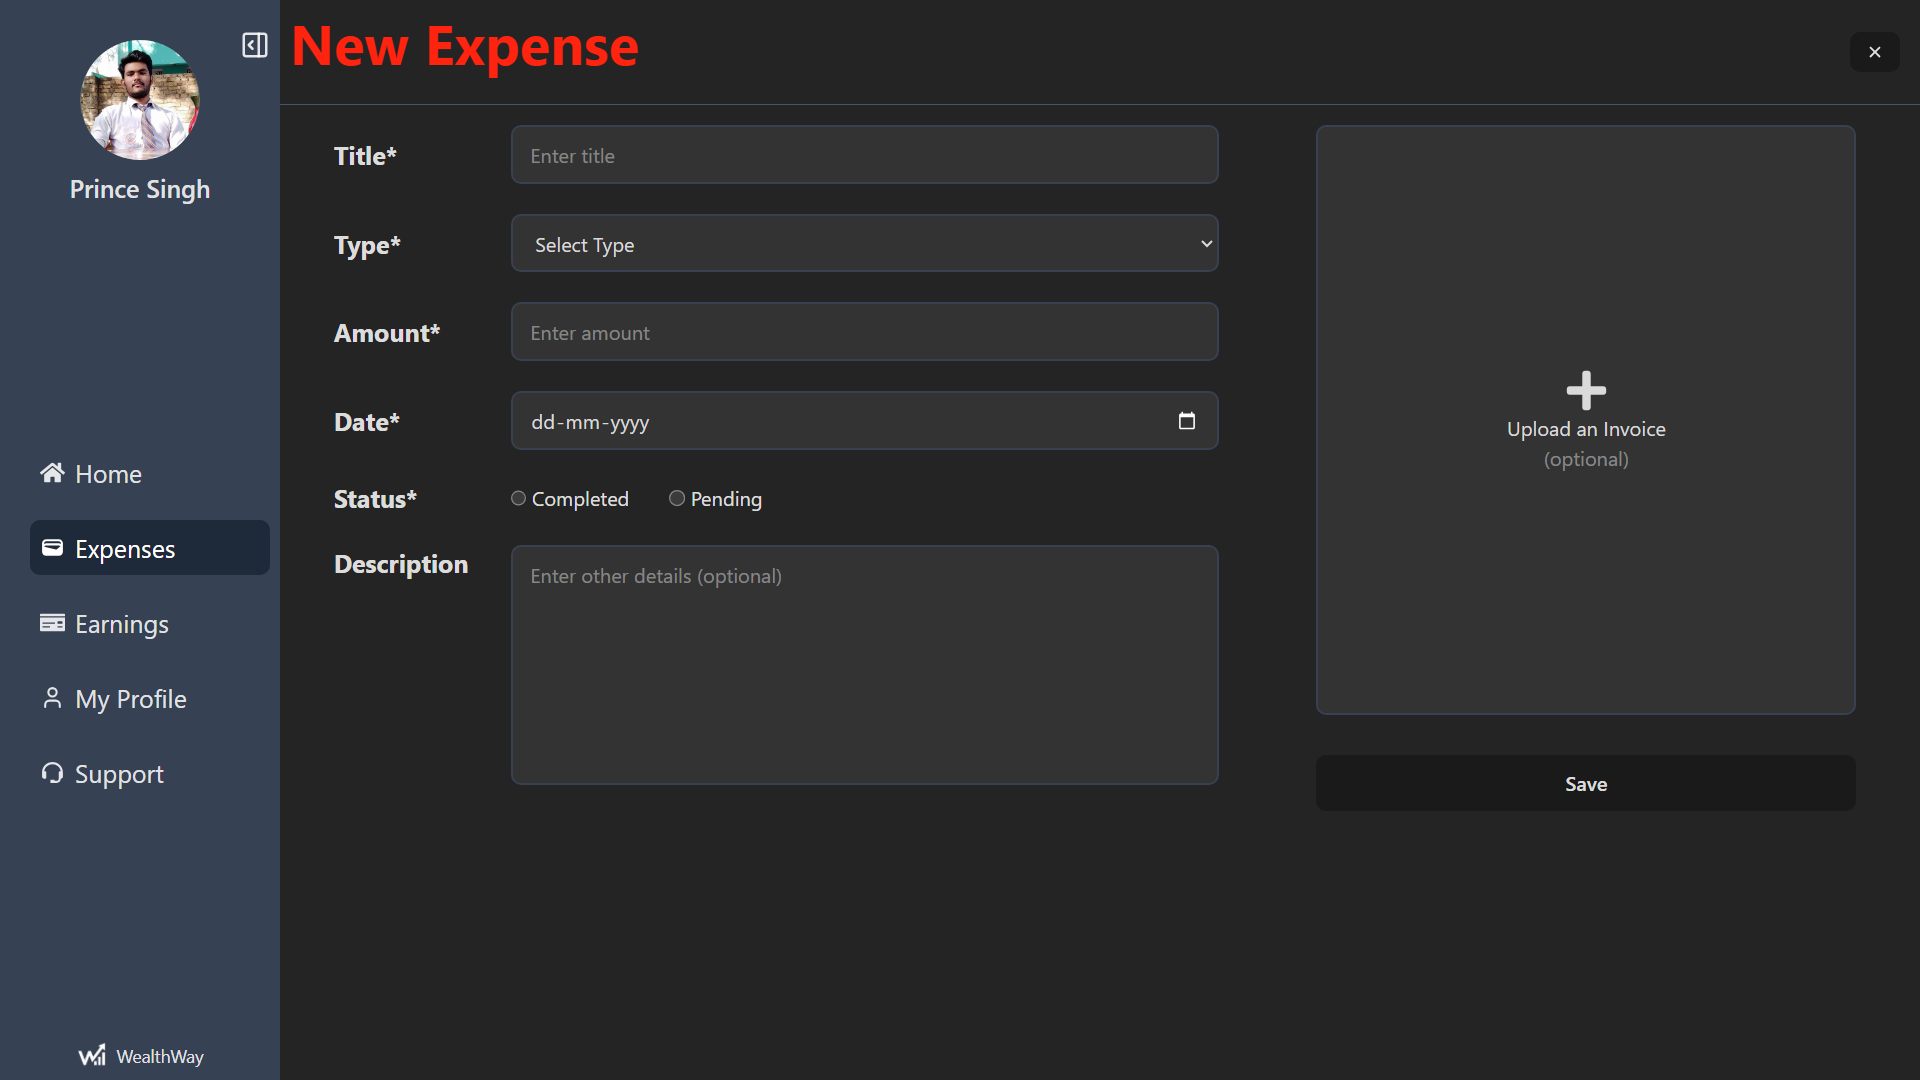 Prince Singh
Home
Expenses
Earnings
My Profile
Support
WealthWay
New Expense
Title*
Enter title
Type*
Select Type
Amount*
Enter amount
Date*
dd-mm-yyyy
Status*
Completed Pending
Description
Enter other details (optional)
Upload an Invoice
(optional)
Save